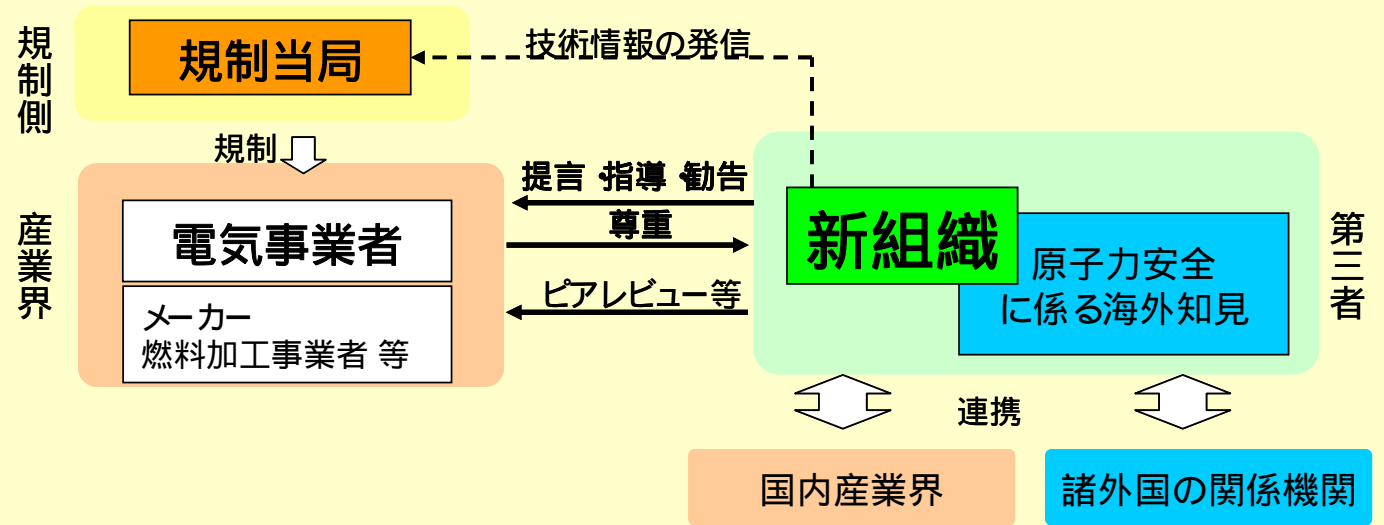 規制側
規制当局
技術情報の発信
規制
産業界
電気事業者
メーカー
燃料加工事業者 等
提言・指導・勧告
尊重
ピアレビュー等
新組織
原子力安全
に係る海外知見
第三者
連携
国内産業界
諸外国の関係機関